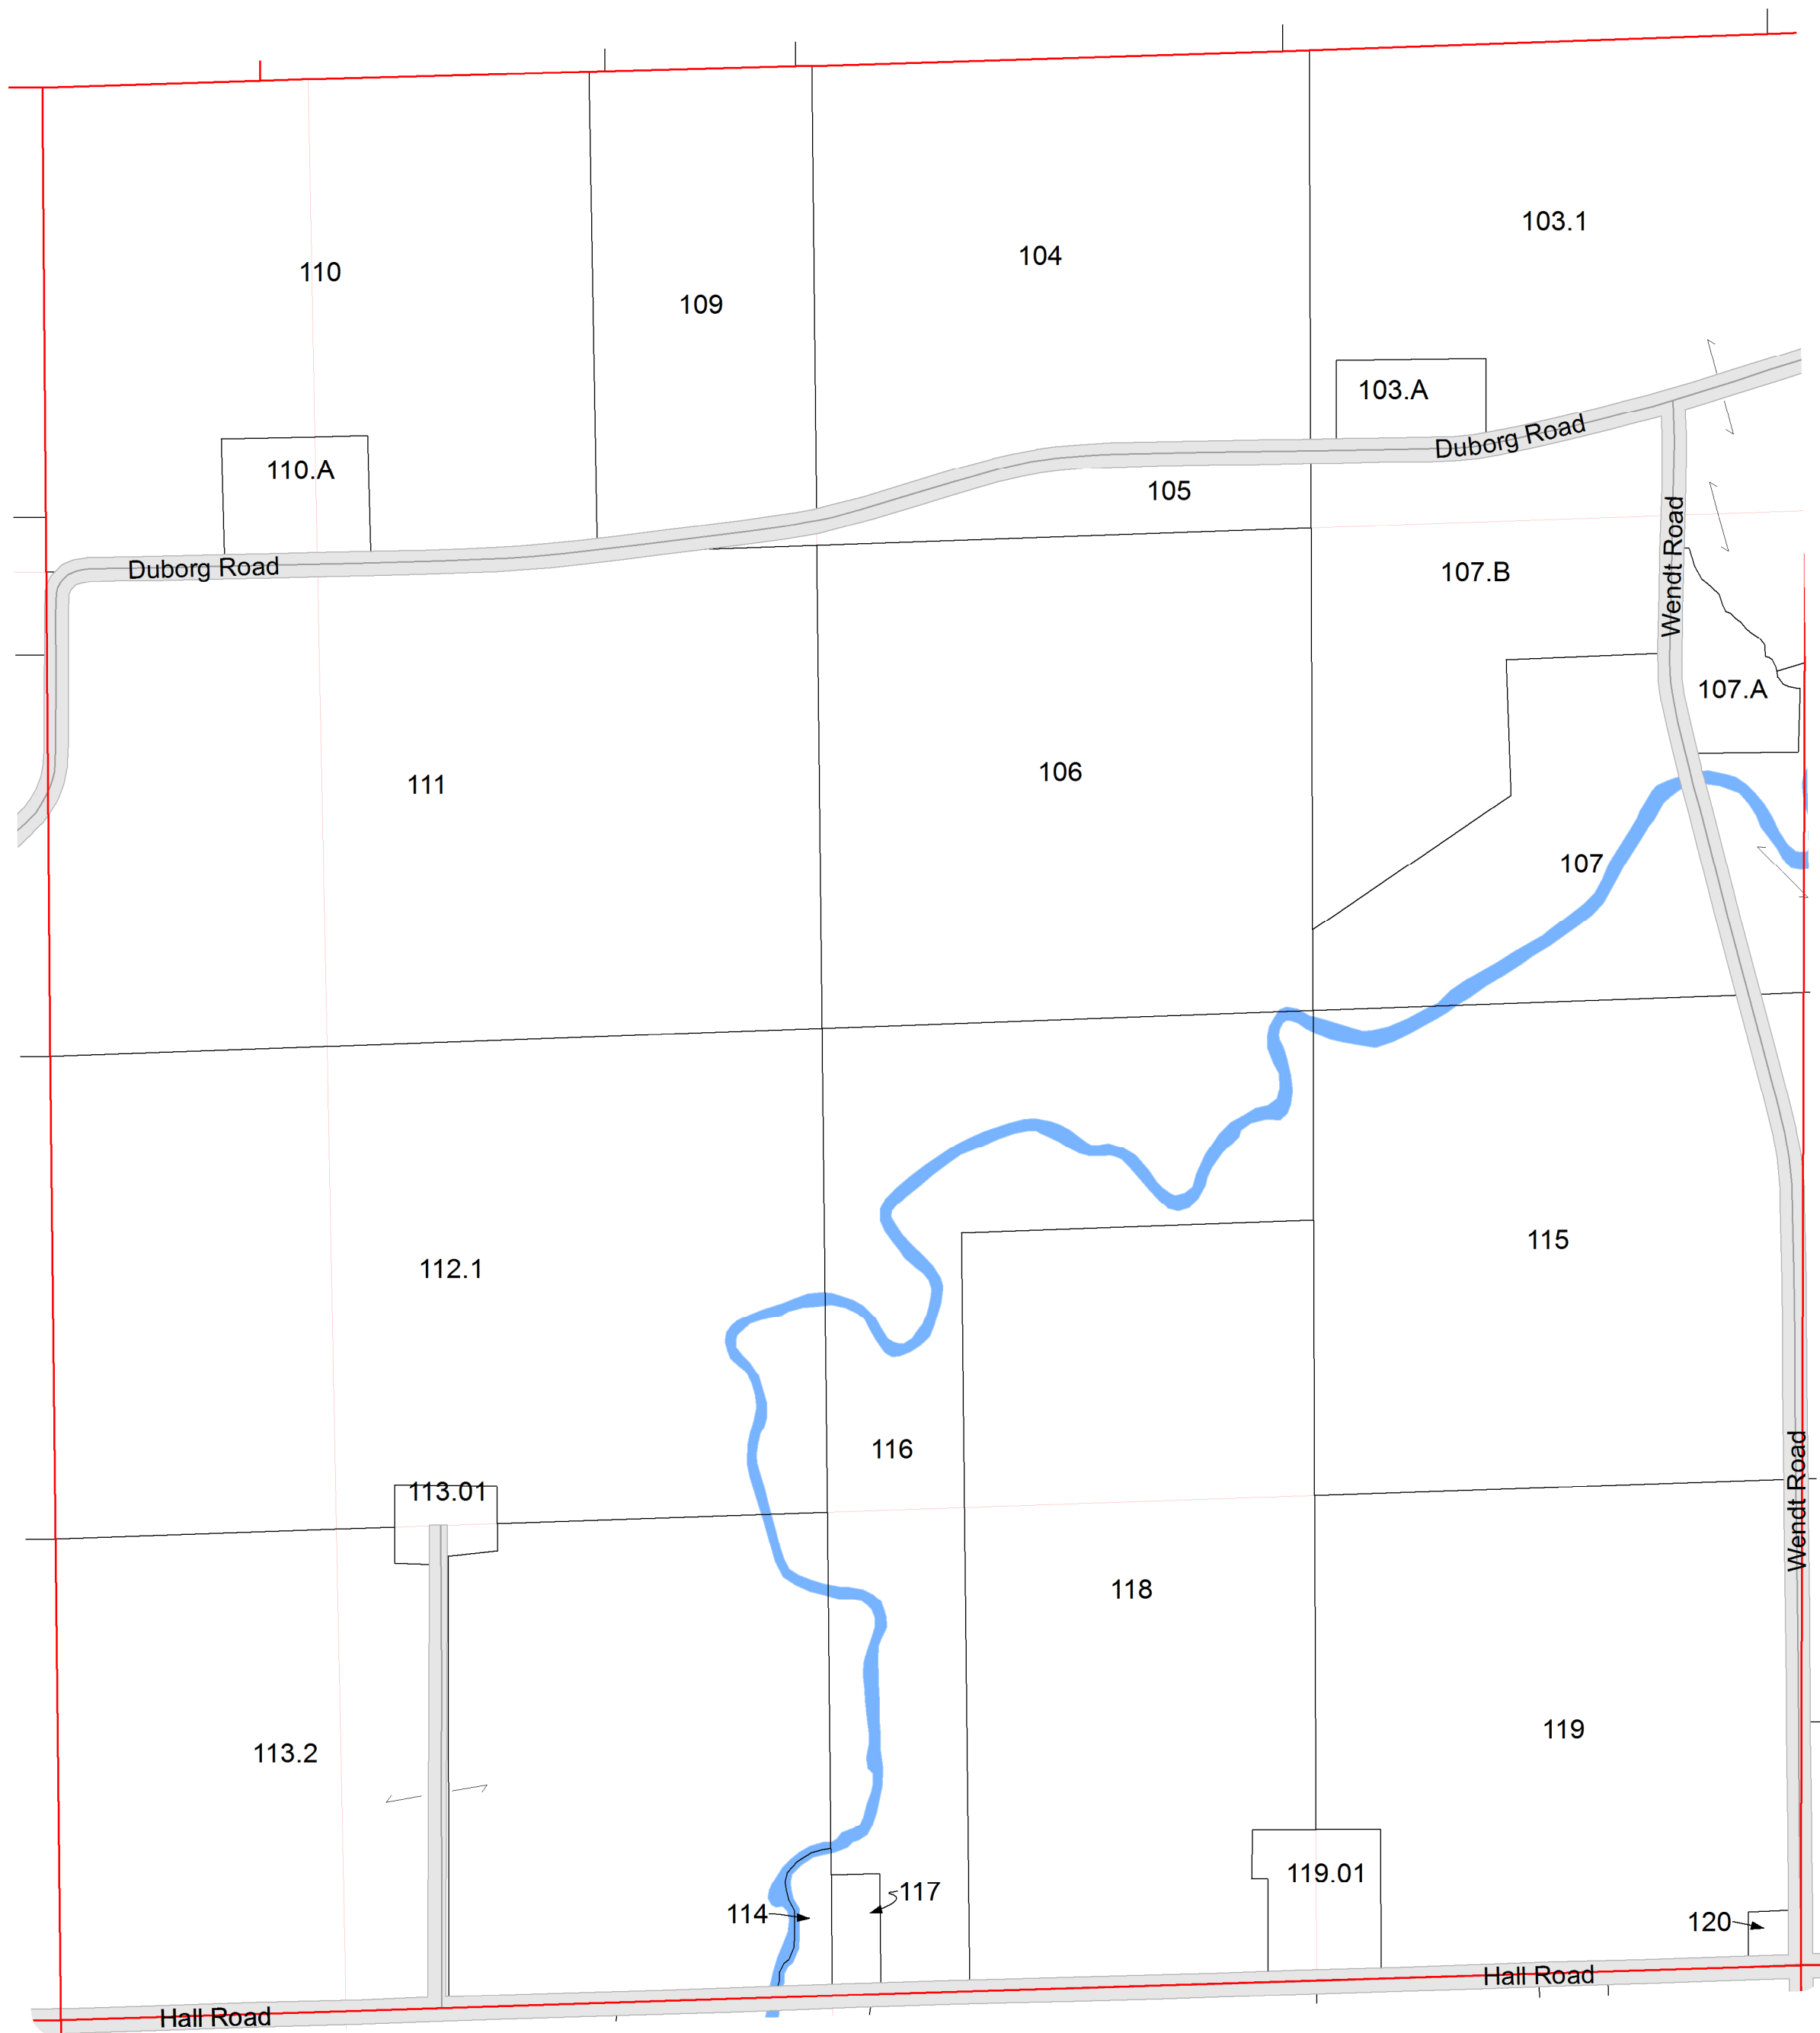 103.1
104
110
109
103.A
Duborg Road
110.A
105
Wendt Road
Duborg Road
107.B
107.A
106
111
107
115
112.1
116
113.01
Wendt Road
118
119
113.2
119.01
117
114
120
Hall Road
Hall Road